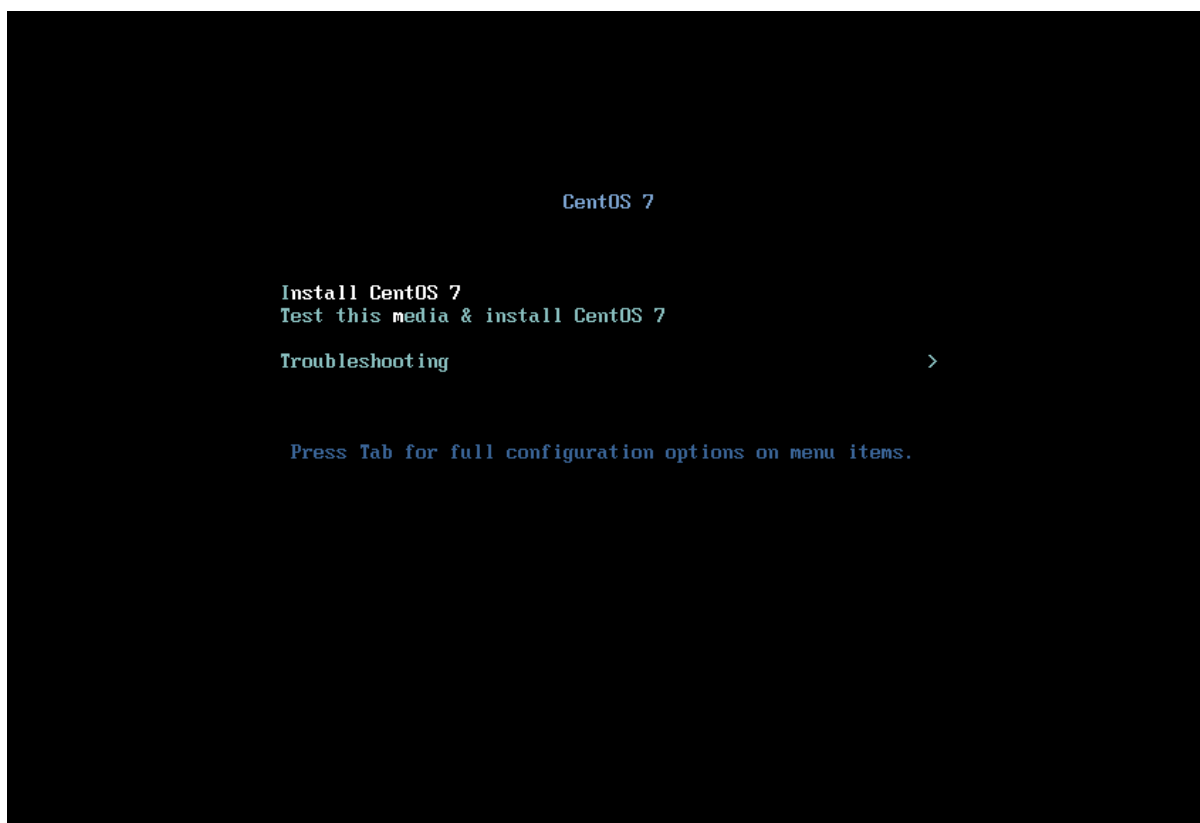 CentOS 7
Install CentOS 7
Test this media & install CentOS 7
Troubleshooting >
Press Tab for full configuration options on menu items.